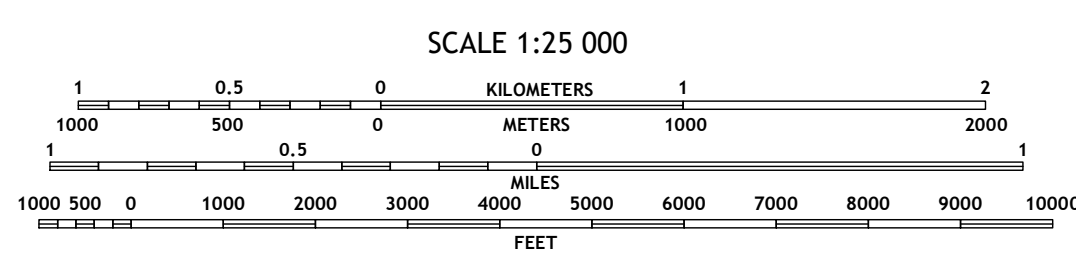 SCALE 1:25 000
1 0.5 0 KILOMETERS 1 2
1000 500 0 METERS 1000 2000
1 0.5 0 1
MILES
1000 500 0 1000 2000 3000 4000 5000 6000 7000 8000 9000 10000
FEET